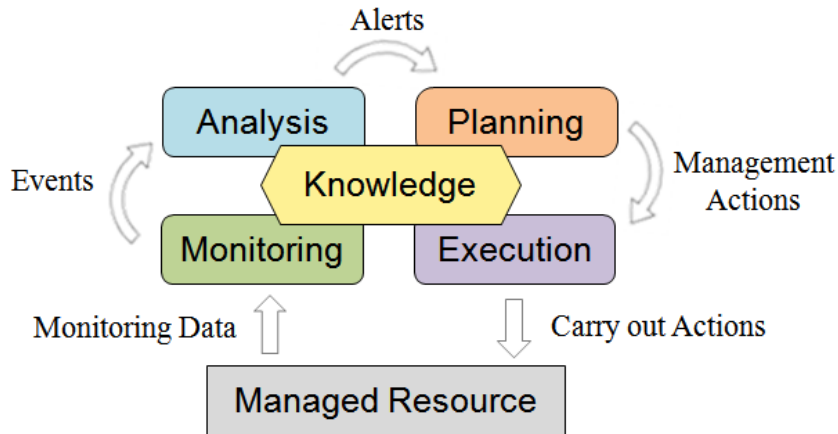 Alerts
Analysis
Planning
Events
Knowledge
Management
Actions
Monitoring
Execution
Monitoring Data
Carry out Actions
Managed Resource